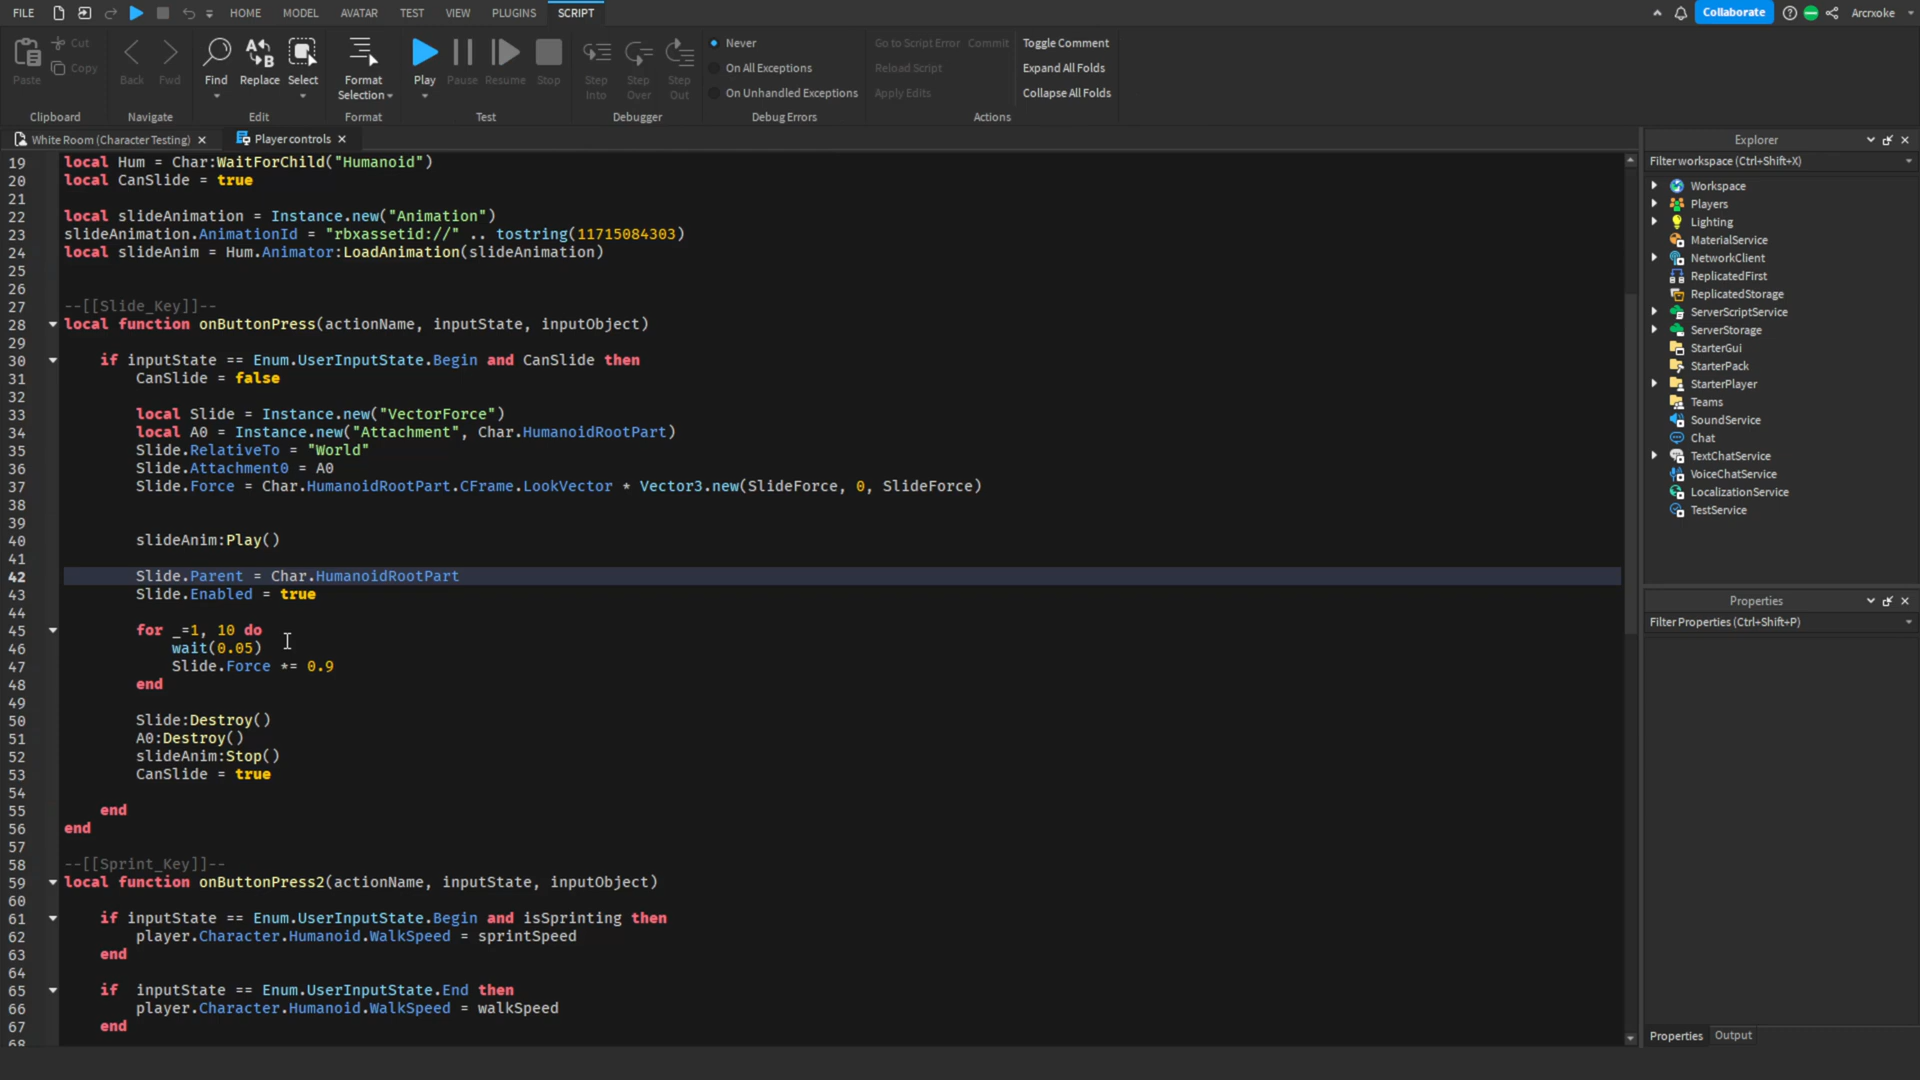 FILE HOME MODEL AVATAR TEST VIEW PLUGINS SCRIPT Collaborate Arcrxoke
Paste Cut Copy Back Fwd Find Replace Select Format Selection Play Pause Resume Stop Step Into Step Over Step Out
Never
On All Exceptions
On Unhandled Exceptions
Go to Script Error Commit
Reload Script
Apply Edits
Toggle Comment
Expand All Folds
Collapse All Folds
Clipboard Navigate Edit Format Test Debugger Debug Errors Actions
White Room (Character Testing) Player controls
19 local Hum = Char:WaitForChild("Humanoid")
20 local CanSlide = true
21
22 local slideAnimation = Instance.new("Animation")
23 slideAnimation.AnimationId = "rbxassetid://" .. tostring(11715084303)
24 local slideAnim = Hum.Animator:LoadAnimation(slideAnimation)
25
26
27 --[[Slide_Key]]--
28 local function onButtonPress(actionName, inputState, inputObject)
29
30 if inputState == Enum.UserInputState.Begin and CanSlide then
31 CanSlide = false
32
33 local Slide = Instance.new("VectorForce")
34 local A0 = Instance.new("Attachment", Char.HumanoidRootPart)
35 Slide.RelativeTo = "World"
36 Slide.Attachment0 = A0
37 Slide.Force = Char.HumanoidRootPart.CFrame.LookVector * Vector3.new(SlideForce, 0, SlideForce)
38
39
40 slideAnim:Play()
41
42 Slide.Parent = Char.HumanoidRootPart
43 Slide.Enabled = true
44
45 for _=1, 10 do
46 wait(0.05)
47 Slide.Force *= 0.9
48 end
49
50 Slide:Destroy()
51 A0:Destroy()
52 slideAnim:Stop()
53 CanSlide = true
54
55 end
56 end
57
58 --[[Sprint_Key]]--
59 local function onButtonPress2(actionName, inputState, inputObject)
60
61 if inputState == Enum.UserInputState.Begin and isSprinting then
62 player.Character.Humanoid.WalkSpeed = sprintSpeed
63 end
64
65 if inputState == Enum.UserInputState.End then
66 player.Character.Humanoid.WalkSpeed = walkSpeed
67 end
68
Explorer
Filter workspace (Ctrl+Shift+X)
Workspace
Players
Lighting
MaterialService
NetworkClient
ReplicatedFirst
ReplicatedStorage
ServerScriptService
ServerStorage
StarterGui
StarterPack
StarterPlayer
Teams
SoundService
Chat
TextChatService
VoiceChatService
LocalizationService
TestService
Properties
Filter Properties (Ctrl+Shift+P)
Properties Output